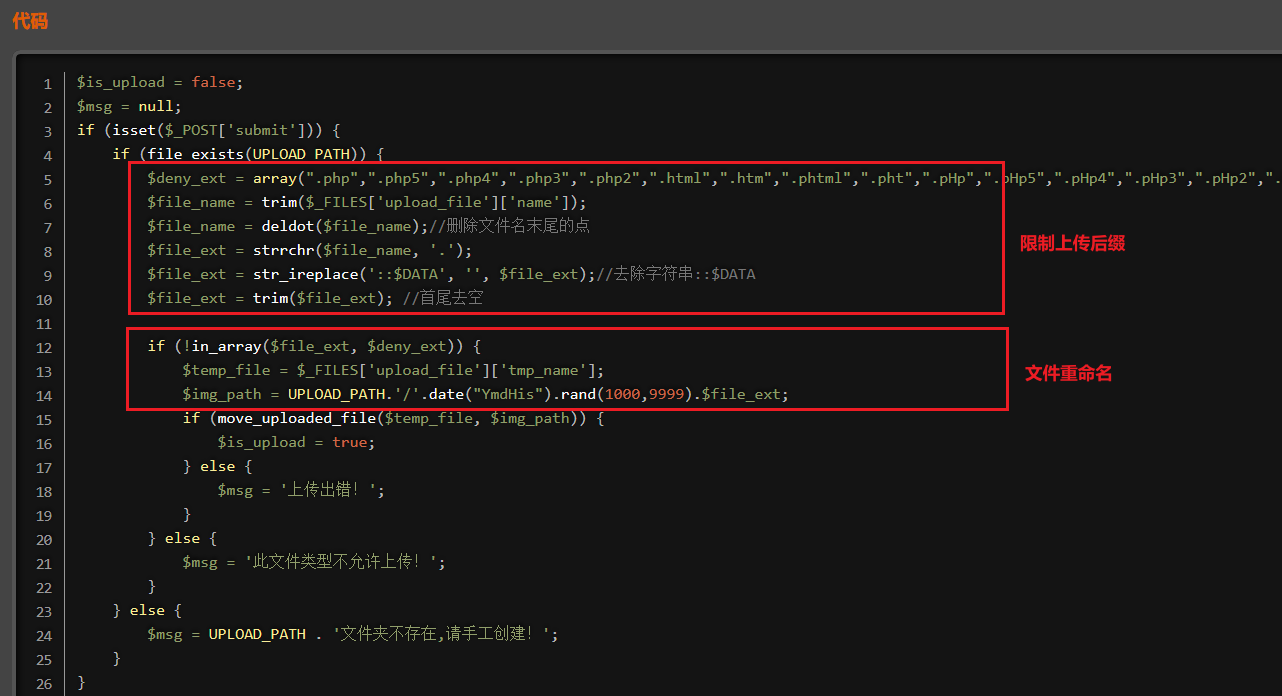 代码
1 $is_upload = false;
2 $msg = null;
3 if (isset($_POST['submit'])) {
4 if (file_exists(UPLOAD_PATH)) {
5 $deny_ext = array(".php",".php5",".php4",".php3",".php2",".html",".htm",".phtml",".pht",".pHp",".pHp5",".pHp4",".pHp3",".pHp2",".
6 $file_name = trim($_FILES['upload_file']['name']);
7 $file_name = deldot($file_name);//删除文件名末尾的点
8 $file_ext = strrchr($file_name, '.');
限制上传后缀
9 $file_ext = str_ireplace('::$DATA', '', $file_ext);//去除字符串::$DATA
10 $file_ext = trim($file_ext); //首尾去空
11
12 if (!in_array($file_ext, $deny_ext)) {
13 $temp_file = $_FILES['upload_file']['tmp_name'];
文件重命名
14 $img_path = UPLOAD_PATH.'/'.date("YmdHis").rand(1000,9999).$file_ext;
15 if (move_uploaded_file($temp_file, $img_path)) {
16 $is_upload = true;
17 } else {
18 $msg = '上传出错！';
19 }
20 } else {
21 $msg = '此文件类型不允许上传！';
22 }
23 } else {
24 $msg = UPLOAD_PATH . '文件夹不存在,请手工创建！';
25 }
26 }